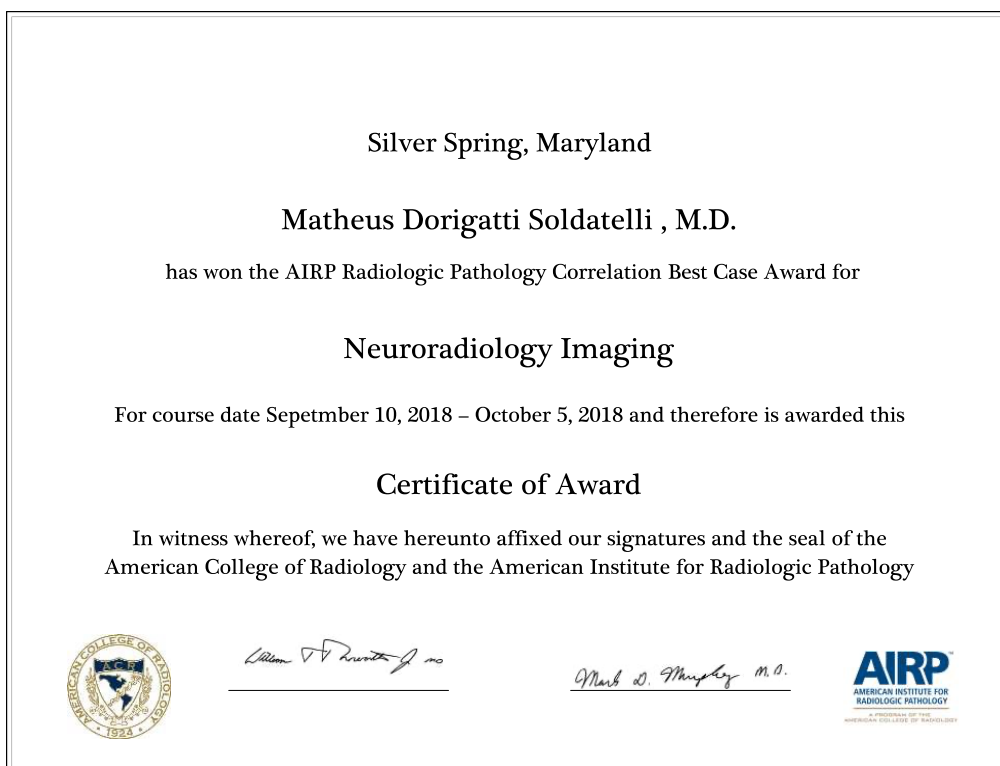 Silver Spring, Maryland
Matheus Dorigatti Soldatelli , M.D.
has won the AIRP Radiologic Pathology Correlation Best Case Award for
Neuroradiology Imaging
For course date Sepetmber 10, 2018 – October 5, 2018 and therefore is awarded this
Certificate of Award
In witness whereof, we have hereunto affixed our signatures and the seal of the
American College of Radiology and the American Institute for Radiologic Pathology
AMERICAN COLLEGE OF RADIOLOGY
ACR
1924
Mark D. Murphey M.D.
AIRP™
AMERICAN INSTITUTE FOR
RADIOLOGIC PATHOLOGY
A PROGRAM OF THE
AMERICAN COLLEGE OF RADIOLOGY